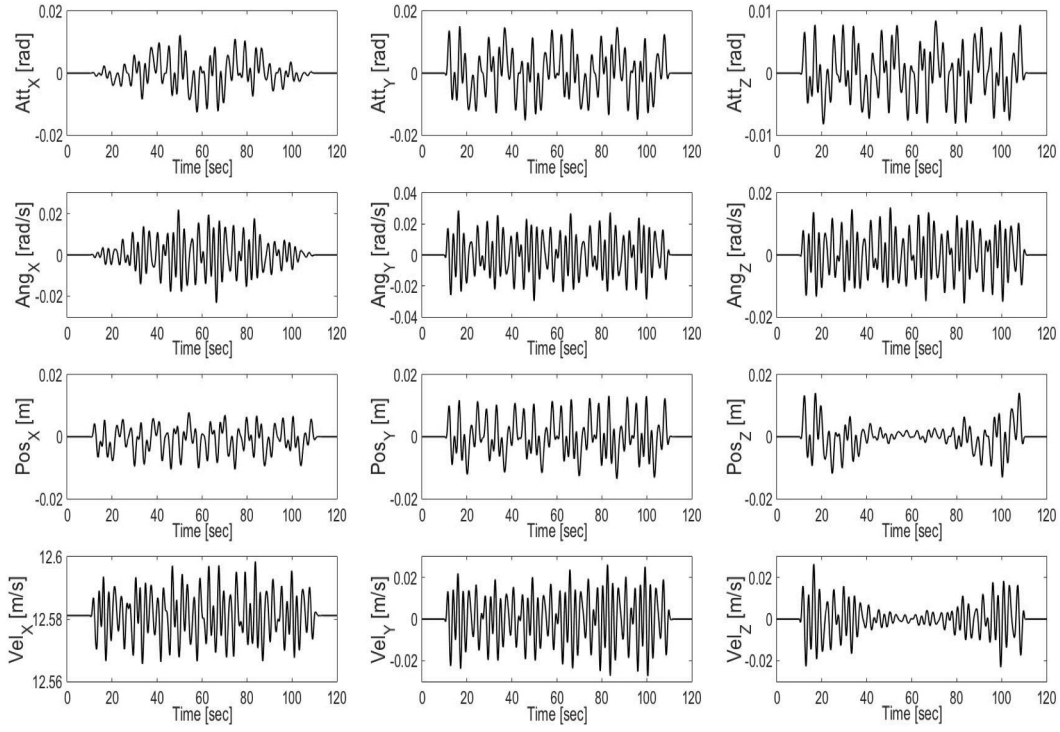 0.02
0
-0.02
Att_X [rad]
0 20 40 60 80 100 120
Time [sec]
0.02
0
-0.02
Att_Y [rad]
0 20 40 60 80 100 120
Time [sec]
0.01
0
-0.01
Att_Z [rad]
0 20 40 60 80 100 120
Time [sec]
0.02
0
-0.02
Ang_X [rad/s]
0 20 40 60 80 100 120
Time [sec]
0.04
0.02
0
-0.02
-0.04
Ang_Y [rad/s]
0 20 40 60 80 100 120
Time [sec]
0.02
0
-0.02
Ang_Z [rad/s]
0 20 40 60 80 100 120
Time [sec]
0.02
0
-0.02
Pos_X [m]
0 20 40 60 80 100 120
Time [sec]
0.02
0
-0.02
Pos_Y [m]
0 20 40 60 80 100 120
Time [sec]
0.02
0
-0.02
Pos_Z [m]
0 20 40 60 80 100 120
Time [sec]
12.6
12.58
12.56
Vel_X [m/s]
0 20 40 60 80 100 120
Time [sec]
0.02
0
-0.02
Vel_Y [m/s]
0 20 40 60 80 100 120
Time [sec]
0.02
0
-0.02
Vel_Z [m/s]
0 20 40 60 80 100 120
Time [sec]